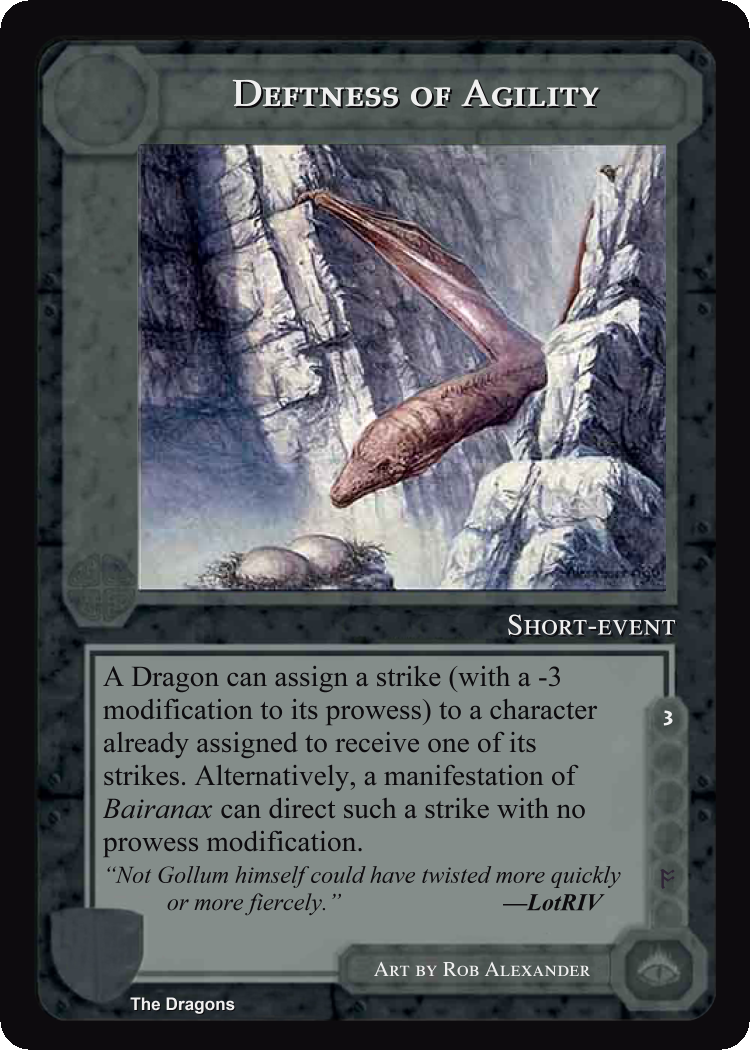 Deftness of Agility
Short-event
A Dragon can assign a strike (with a -3
modification to its prowess) to a character
already assigned to receive one of its
strikes. Alternatively, a manifestation of
Bairanax can direct such a strike with no
prowess modification.
3
“Not Gollum himself could have twisted more quickly
or more fiercely.” —LotRIV
Art by Rob Alexander
The Dragons